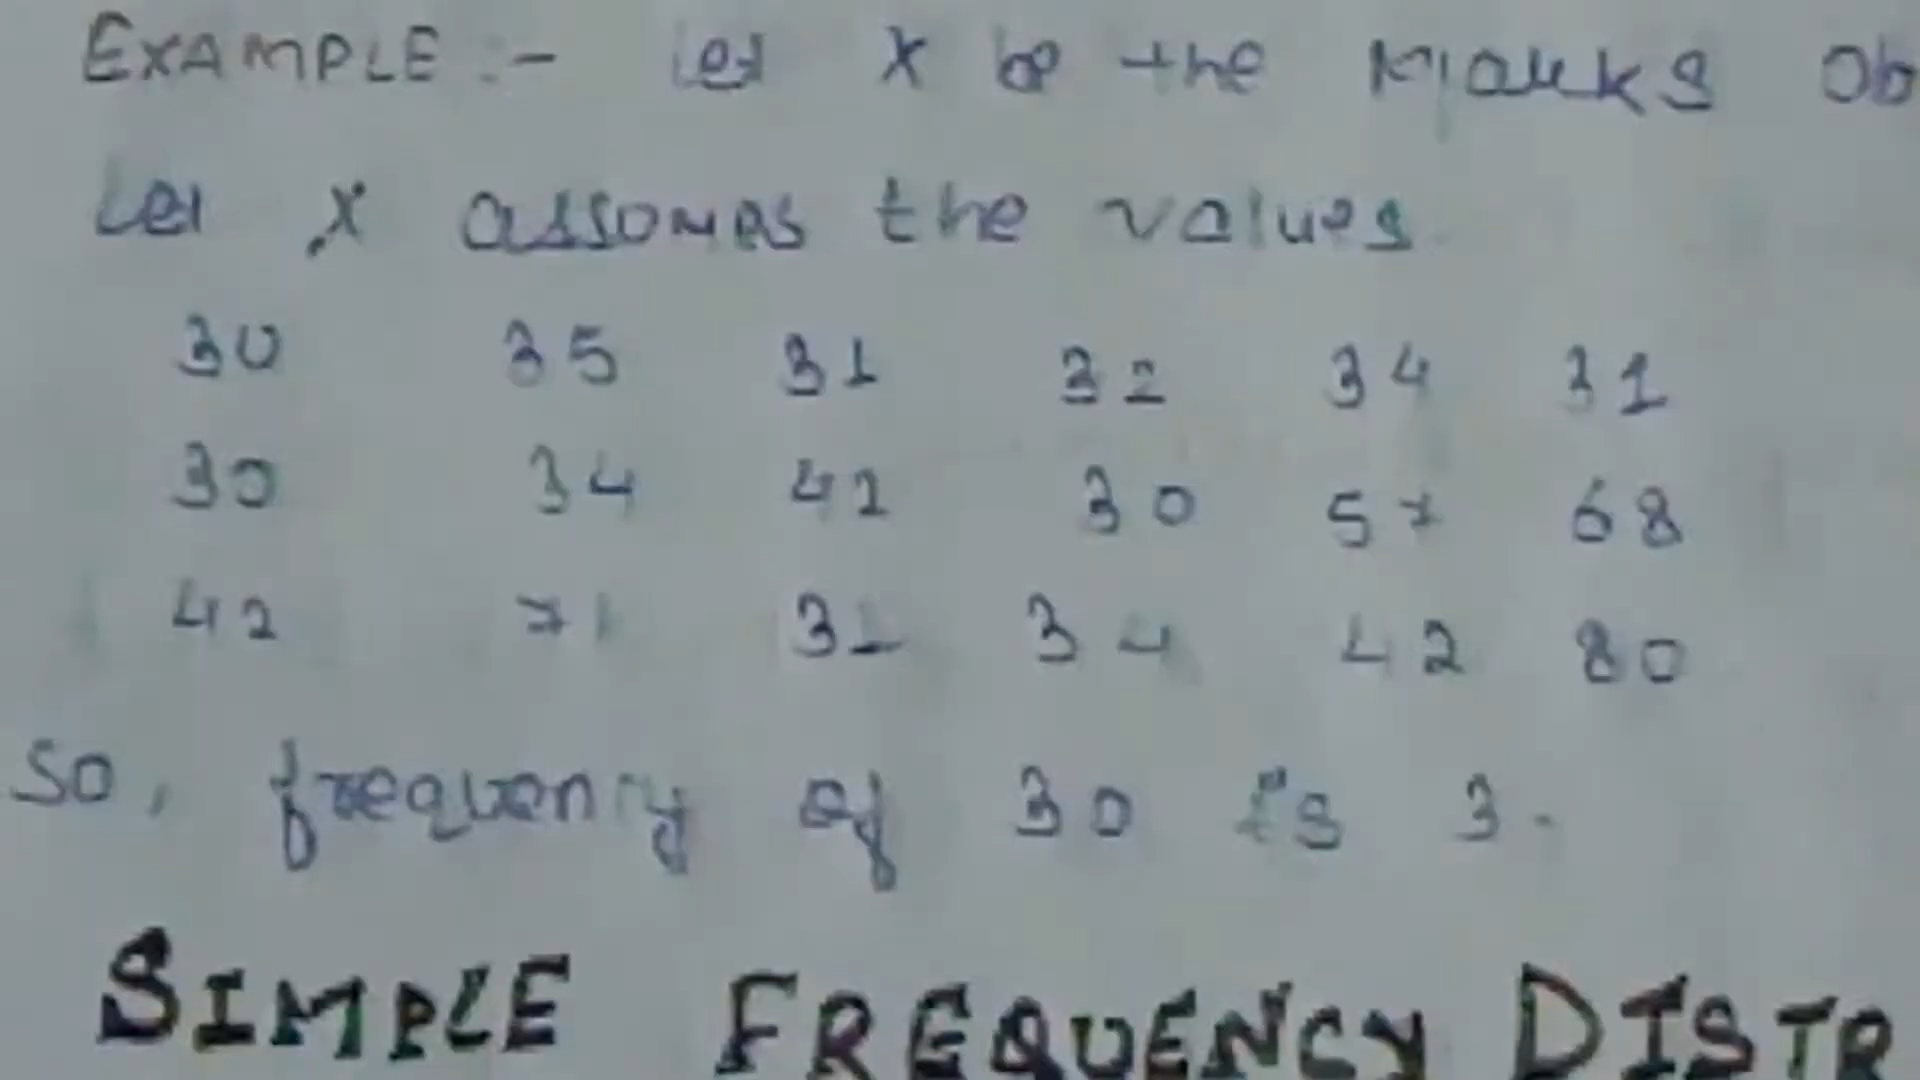 EXAMPLE :- Let X be the Marks Ob
Let X assumes the values.
30 35 31 32 34 31
30 34 42 30 57 68
42 71 31 34 42 80
So, frequency of 30 is 3.
SIMPLE FREQUENCY DISTR